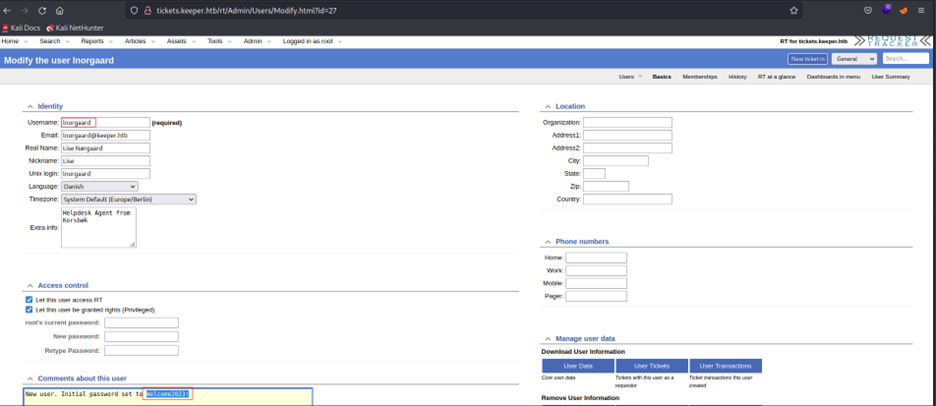 tickets.keeper.htb/rt/Admin/Users/Modify.html?id=27
Kali Docs Kali NetHunter
Home Search Reports Articles Assets Tools Admin Logged in as root RT for tickets.keeper.htb REQUEST TRACKER
Modify the user lnorgaard New ticket in General Search...
Users Basics Memberships History RT at a glance Dashboards in menu User Summary
Identity
Username: lnorgaard (required)
Email: lnorgaard@keeper.htb
Real Name: Lise Nørgaard
Nickname: Lise
Unix login: lnorgaard
Language: Danish
Timezone: System Default (Europe/Berlin)
Extra info: Helpdesk Agent from
Korsbæk
Access control
Let this user access RT
Let this user be granted rights (Privileged)
root's current password:
New password:
Retype Password:
Comments about this user
New user. Initial password set to Welcome2023!
Location
Organization:
Address1:
Address2:
City:
State:
Zip:
Country:
Phone numbers
Home:
Work:
Mobile:
Pager:
Manage user data
Download User Information
User Data User Tickets User Transactions
Core user data Tickets with this user as a requestor Ticket transactions this user created
Remove User Information